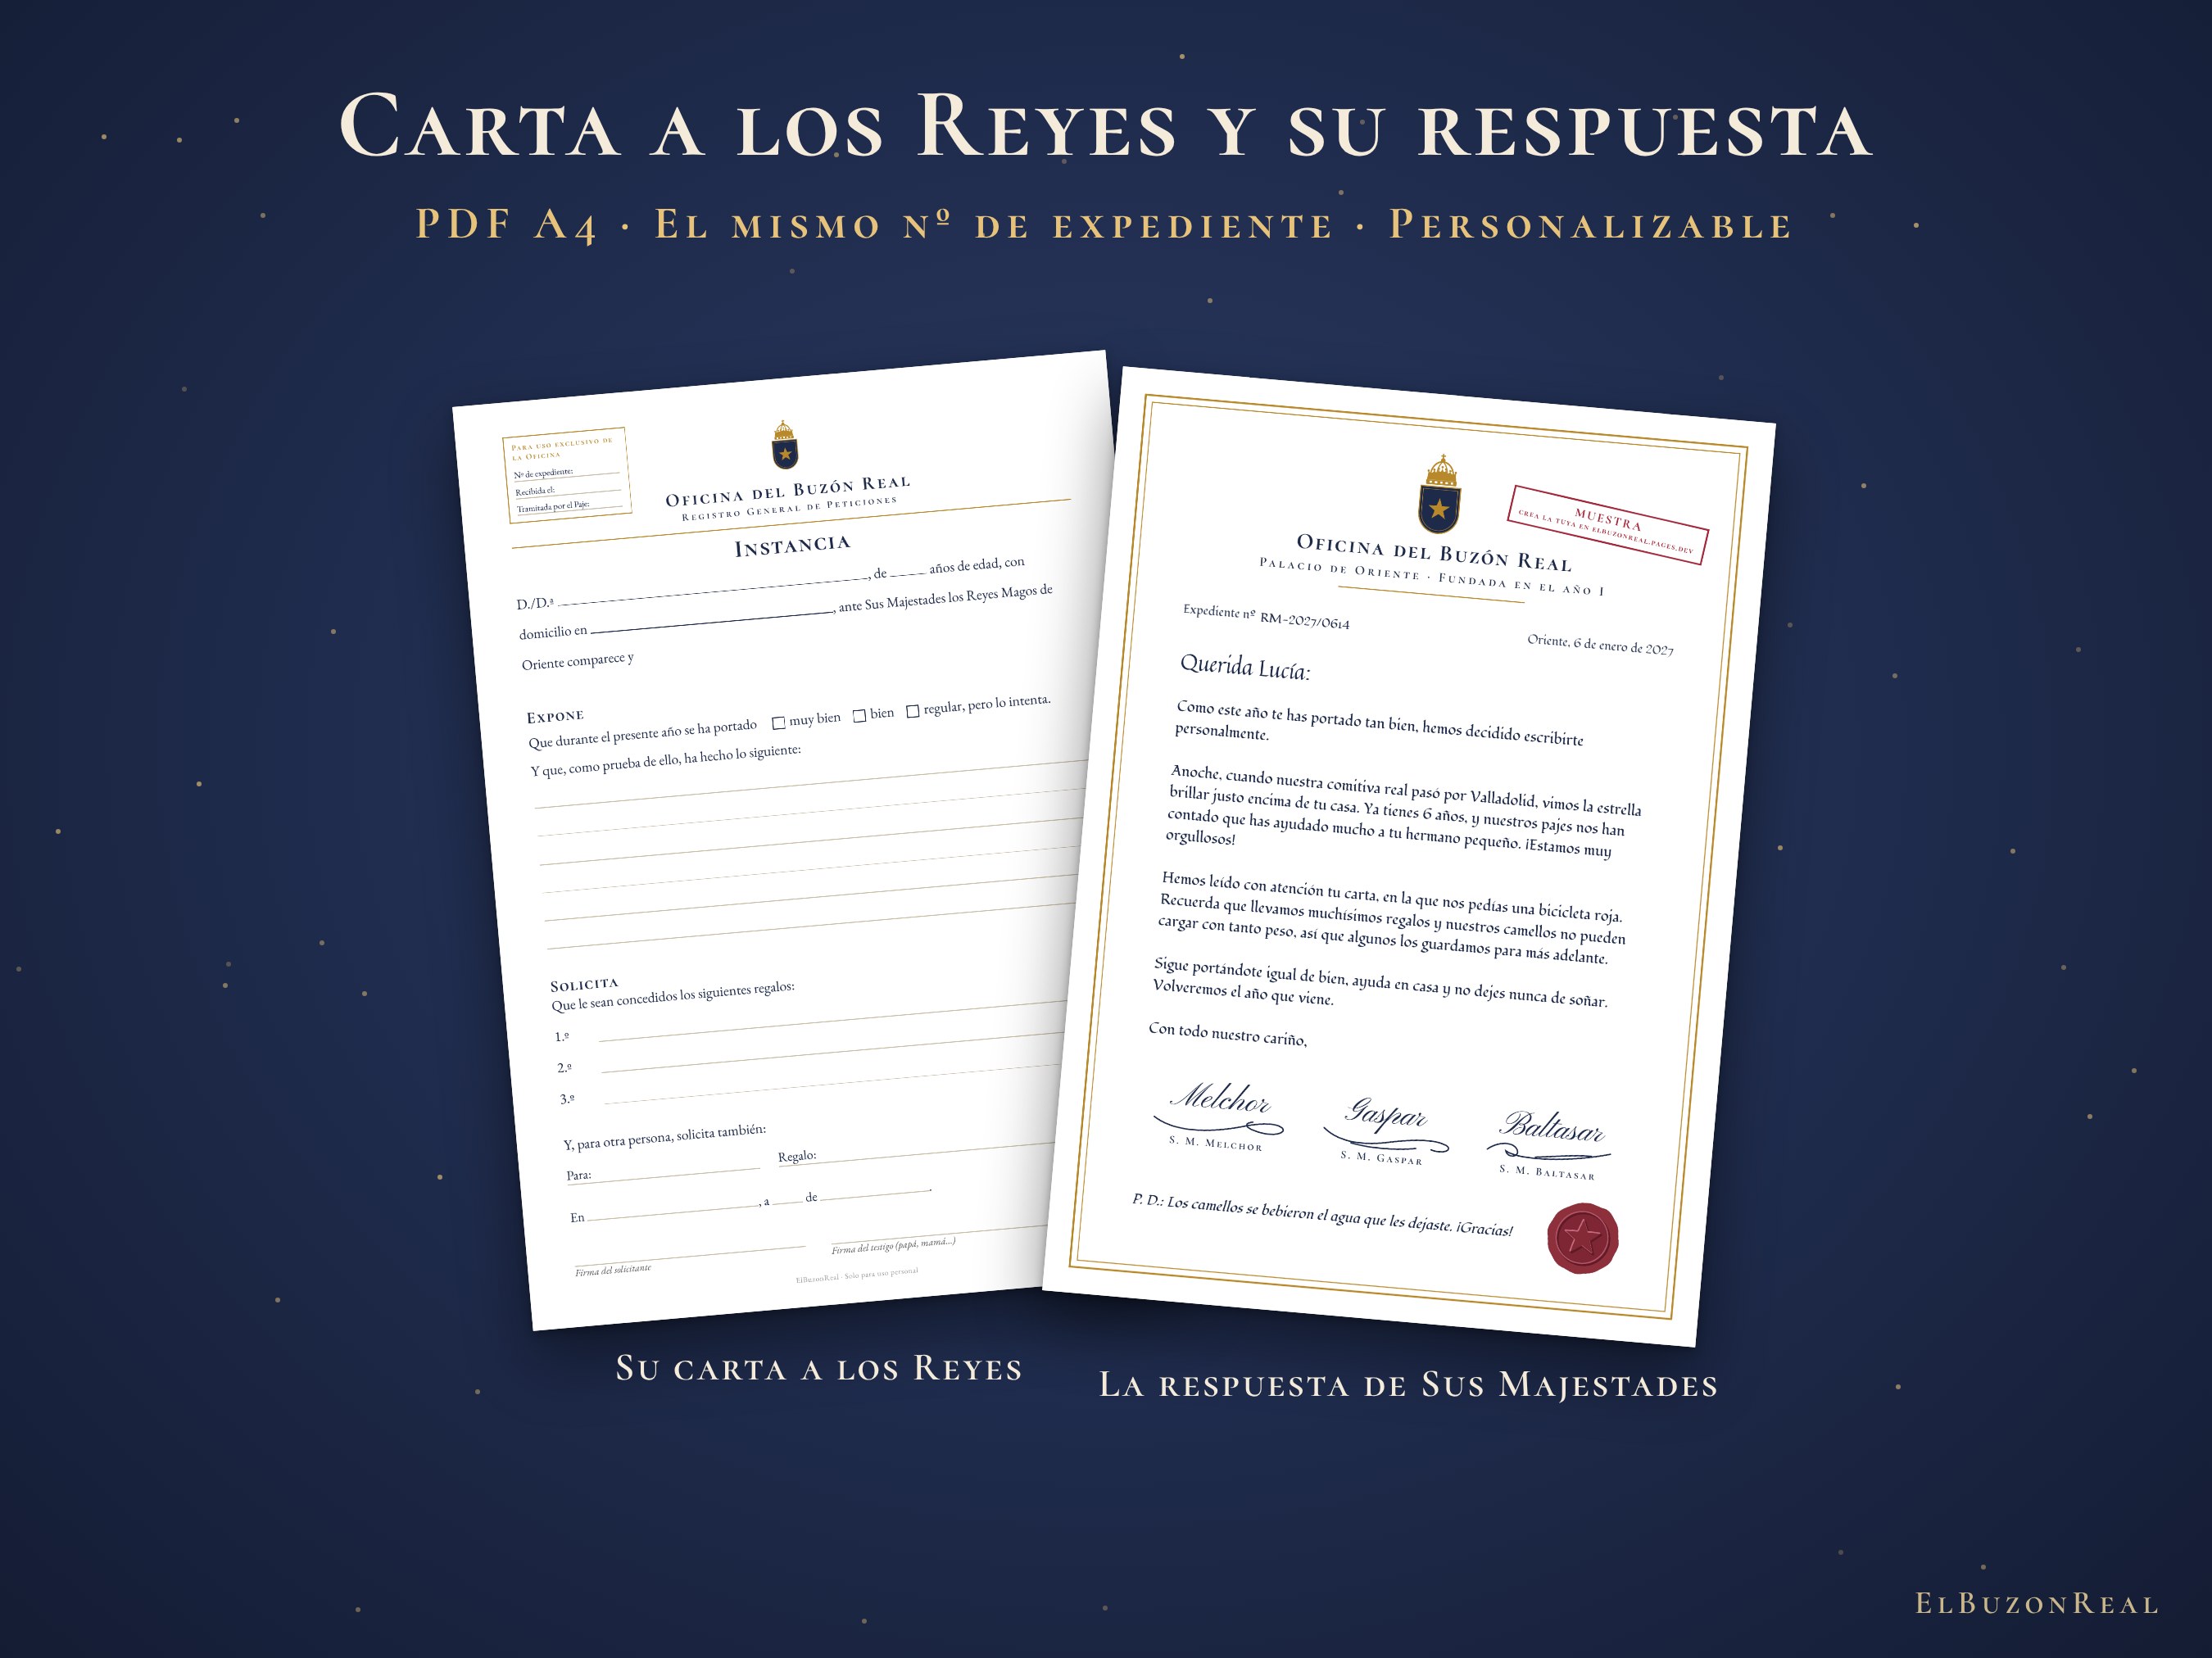 Carta a los Reyes y su respuesta
PDF A4 · El mismo nº de expediente · Personalizable
Para uso exclusivo de
la Oficina
Nº de expediente:
Recibida el:
Tramitada por el Paje:
Oficina del Buzón Real
Registro General de Peticiones
Instancia
D./D.ª , de años de edad, con
domicilio en , ante Sus Majestades los Reyes Magos de
Oriente comparece y
Expone
Que durante el presente año se ha portado muy bien bien regular, pero lo intenta.
Y que, como prueba de ello, ha hecho lo siguiente:
Solicita
Que le sean concedidos los siguientes regalos:
1.º
2.º
3.º
Y, para otra persona, solicita también:
Para: Regalo:
En , a de .
Firma del solicitante
Firma del testigo (papá, mamá...)
ElBuzonReal · Solo para uso personal
MUESTRA
CREA LA TUYA EN ELBUZONREAL.PAGES.DEV
Oficina del Buzón Real
Palacio de Oriente · Fundada en el año I
Expediente nº RM-2027/0614
Oriente, 6 de enero de 2027
Querida Lucía:
Como este año te has portado tan bien, hemos decidido escribirte
personalmente.
Anoche, cuando nuestra comitiva real pasó por Valladolid, vimos la estrella
brillar justo encima de tu casa. Ya tienes 6 años, y nuestros pajes nos han
contado que has ayudado mucho a tu hermano pequeño. ¡Estamos muy
orgullosos!
Hemos leído con atención tu carta, en la que nos pedías una bicicleta roja.
Recuerda que llevamos muchísimos regalos y nuestros camellos no pueden
cargar con tanto peso, así que algunos los guardamos para más adelante.
Sigue portándote igual de bien, ayuda en casa y no dejes nunca de soñar.
Volveremos el año que viene.
Con todo nuestro cariño,
Melchor
S. M. Melchor
Gaspar
S. M. Gaspar
Baltasar
S. M. Baltasar
P. D.: Los camellos se bebieron el agua que les dejaste. ¡Gracias!
Su carta a los Reyes
La respuesta de Sus Majestades
ElBuzonReal